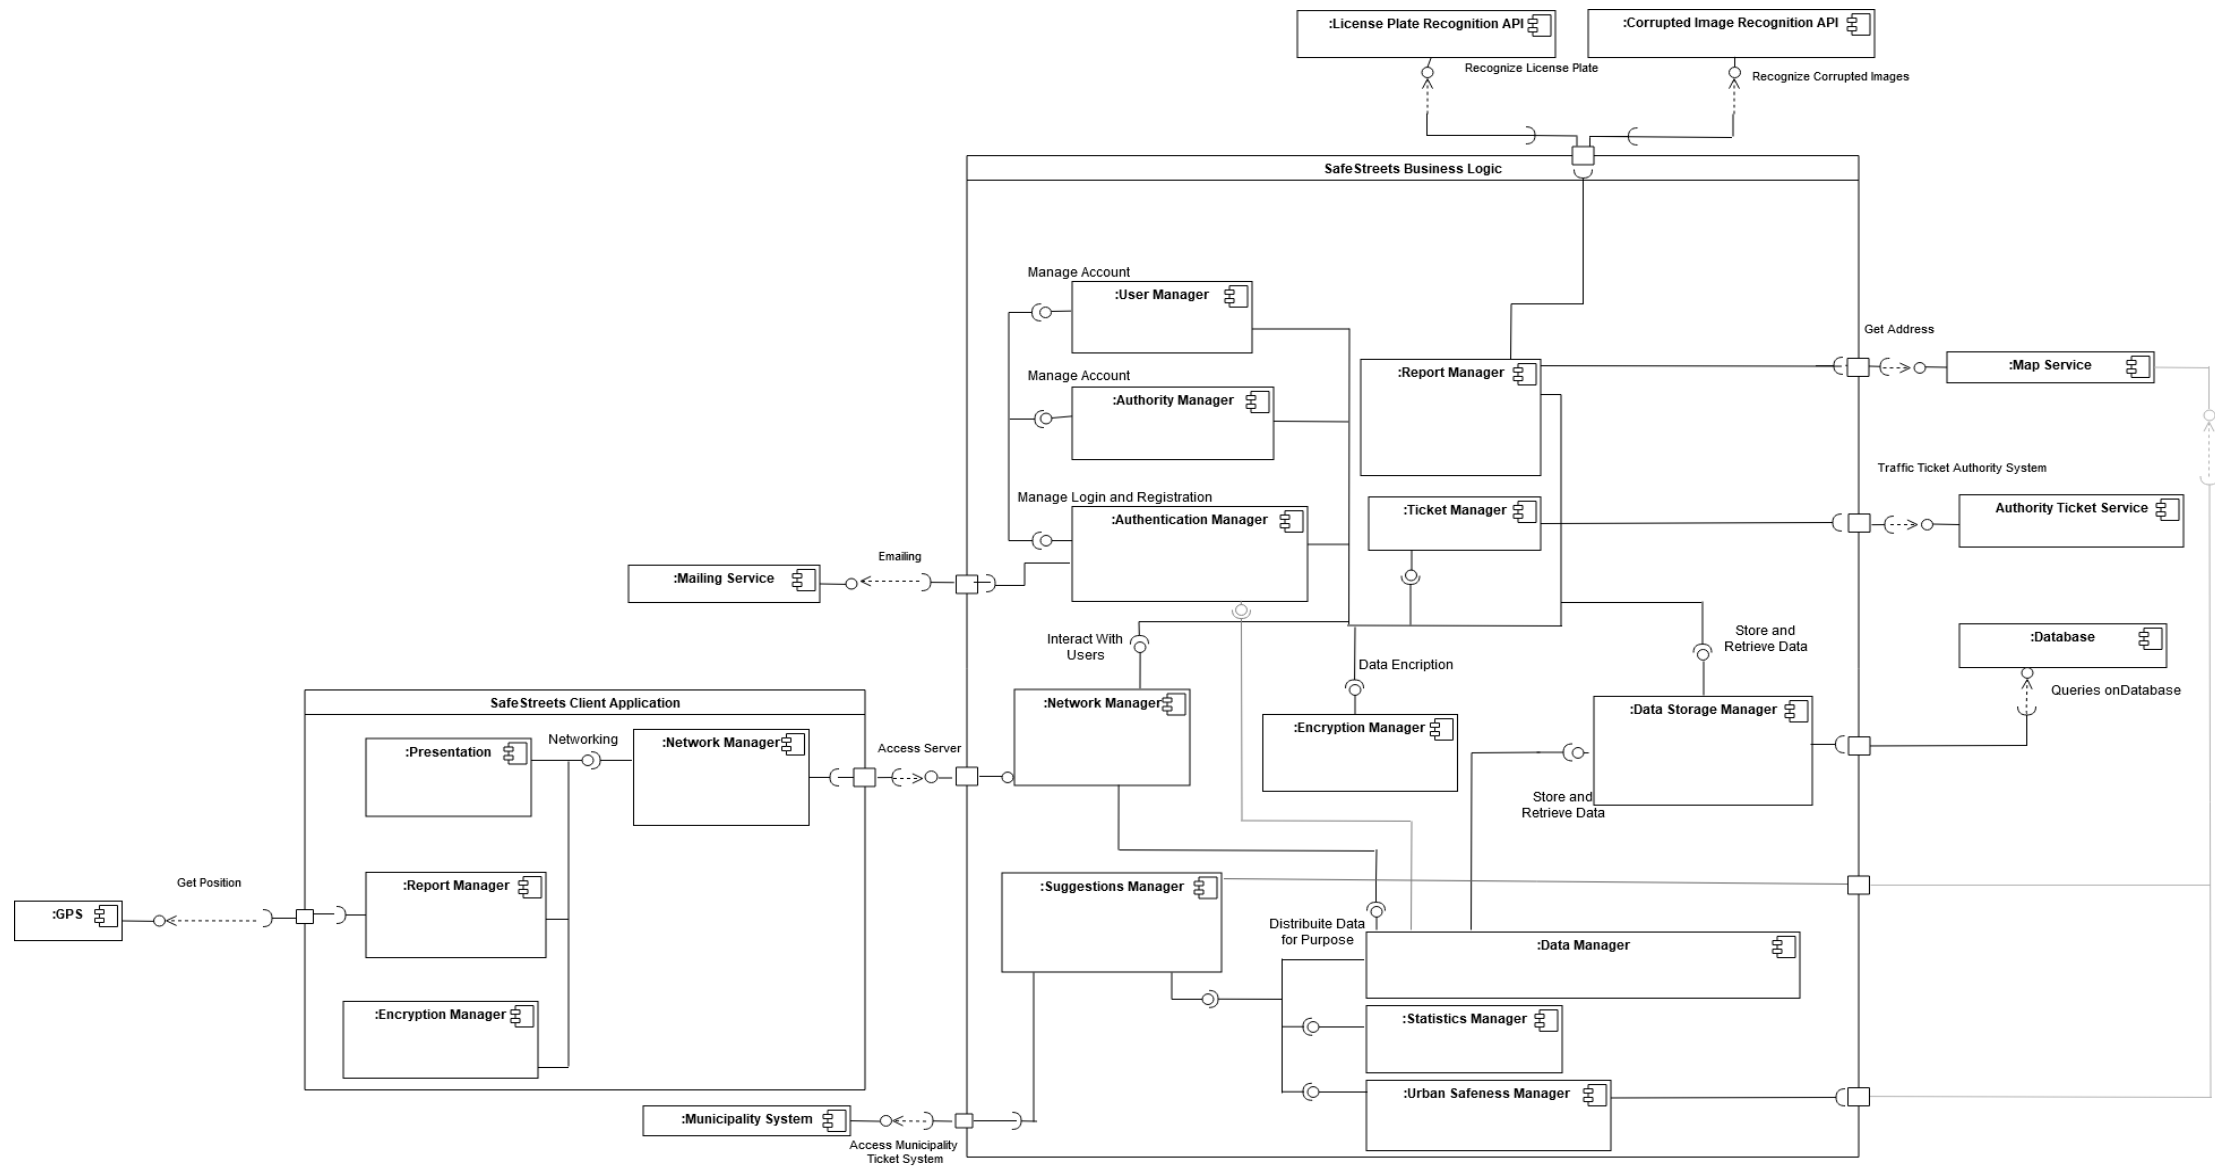 :License Plate Recognition API
:Corrupted Image Recognition API
Recognize License Plate
Recognize Corrupted Images
SafeStreets Business Logic
Manage Account
:User Manager
Get Address
:Map Service
:Report Manager
Manage Account
:Authority Manager
Traffic Ticket Authority System
Manage Login and Registration
:Authentication Manager
:Ticket Manager
Authority Ticket Service
Emailing
:Mailing Service
Interact With
Users
Store and
Retrieve Data
:Database
Data Encription
Queries onDatabase
SafeStreets Client Application
:Network Manager
:Encryption Manager
:Data Storage Manager
:Presentation
Networking
:Network Manager
Access Server
Store and
Retrieve Data
Get Position
:GPS
:Report Manager
:Suggestions Manager
Distribuite Data
for Purpose
:Data Manager
:Encryption Manager
:Statistics Manager
:Urban Safeness Manager
:Municipality System
Access Municipality
Ticket System